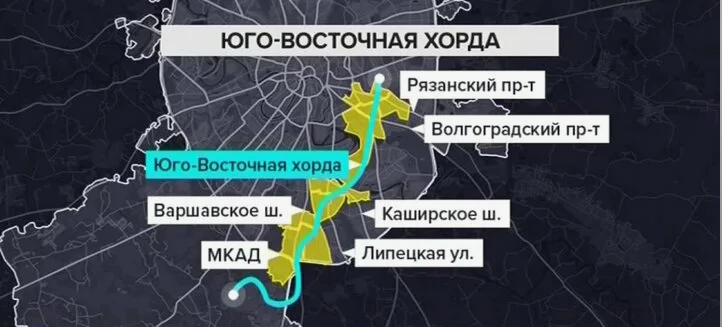 ЮГО-ВОСТОЧНАЯ ХОРДА
Рязанский пр-т
Волгоградский пр-т
Юго-Восточная хорда
Варшавское ш.
Каширское ш.
МКАД
Липецкая ул.